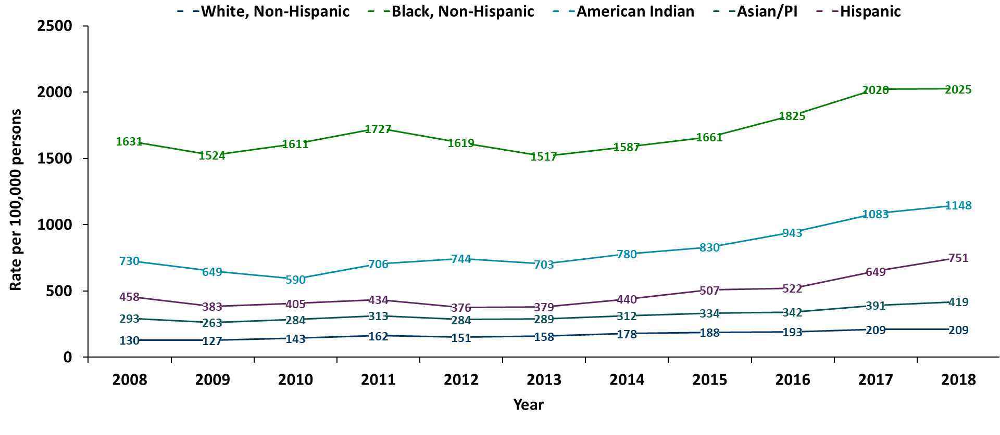 White, Non-Hispanic Black, Non-Hispanic American Indian Asian/PI Hispanic
2500
2000
1500
1000
500
0
Rate per 100,000 persons
1631 1524 1611 1727 1619 1517 1587 1661 1825 2020 2025
730 649 590 706 744 703 780 830 943 1083 1148
458 383 405 434 376 379 440 507 522 649 751
293 263 284 313 284 289 312 334 342 391 419
130 127 143 162 151 158 178 188 193 209 209
2008 2009 2010 2011 2012 2013 2014 2015 2016 2017 2018
Year